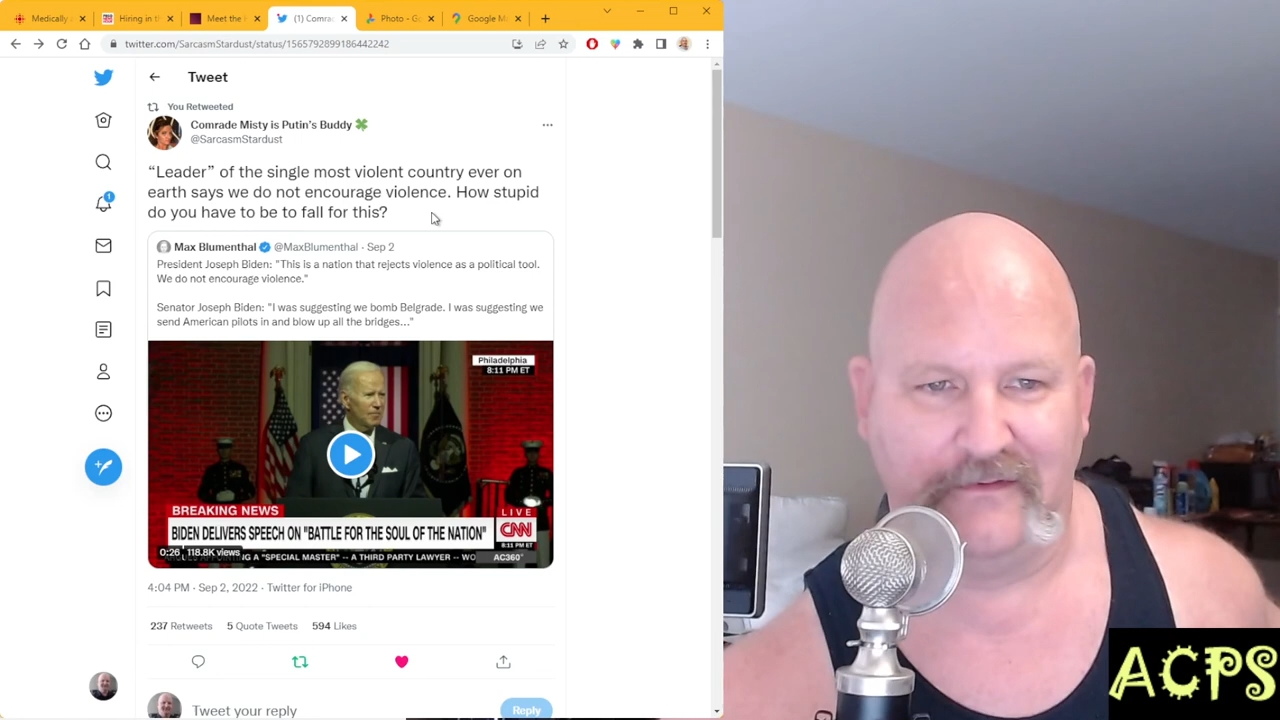 Medically
Hiring in th
Meet the
(1) Comra
Photo - G
Google M
twitter.com/SarcasmStardust/status/1565792899186442242
Tweet
You Retweeted
Comrade Misty is Putin's Buddy 🍀
@SarcasmStardust
“Leader” of the single most violent country ever on
earth says we do not encourage violence. How stupid
do you have to be to fall for this?
1
Max Blumenthal @MaxBlumenthal · Sep 2
President Joseph Biden: "This is a nation that rejects violence as a political tool.
We do not encourage violence."
Senator Joseph Biden: "I was suggesting we bomb Belgrade. I was suggesting we
send American pilots in and blow up all the bridges..."
Philadelphia
8:11 PM ET
BREAKING NEWS
LIVE
BIDEN DELIVERS SPEECH ON "BATTLE FOR THE SOUL OF THE NATION"
CNN
8:11 PM ET
0:26 118.8K views
G A "SPECIAL MASTER" -- A THIRD PARTY LAWYER -- WO
AC360°
4:04 PM · Sep 2, 2022 · Twitter for iPhone
237 Retweets 5 Quote Tweets 594 Likes
Tweet your reply
Reply
ACPS